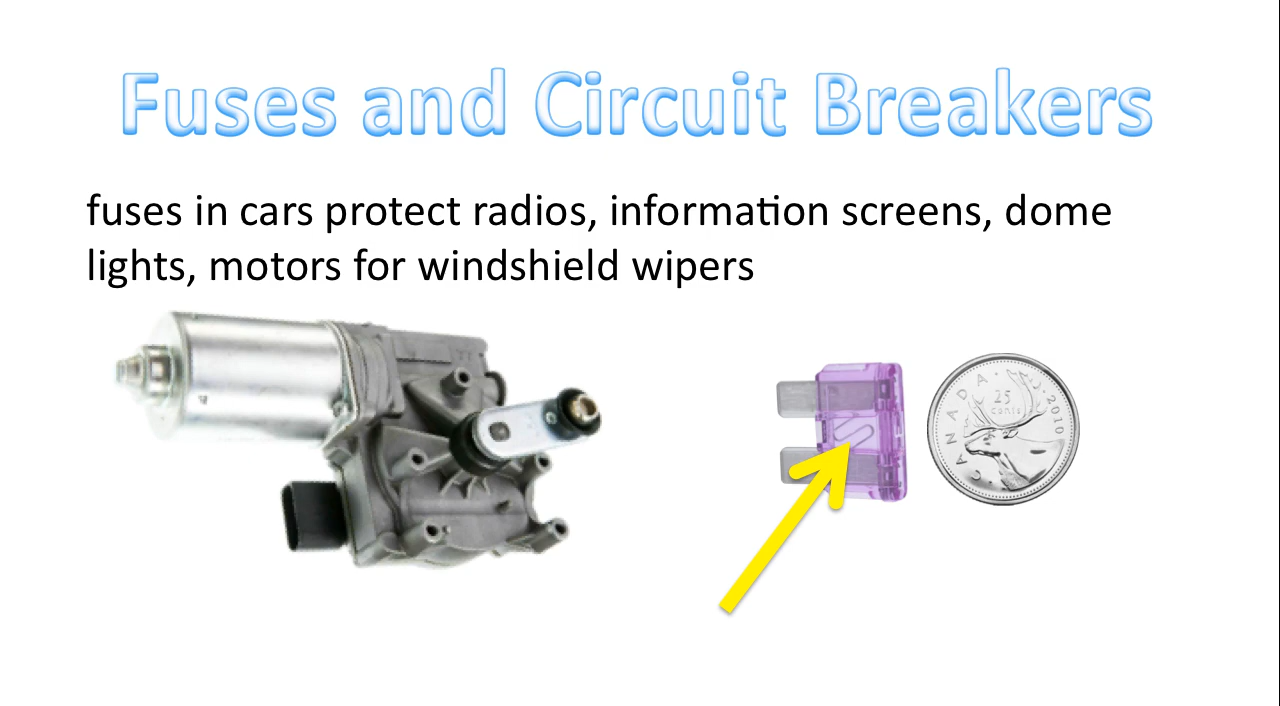 Fuses and Circuit Breakers
fuses in cars protect radios, information screens, dome
lights, motors for windshield wipers
CANADA 2010
25
cents